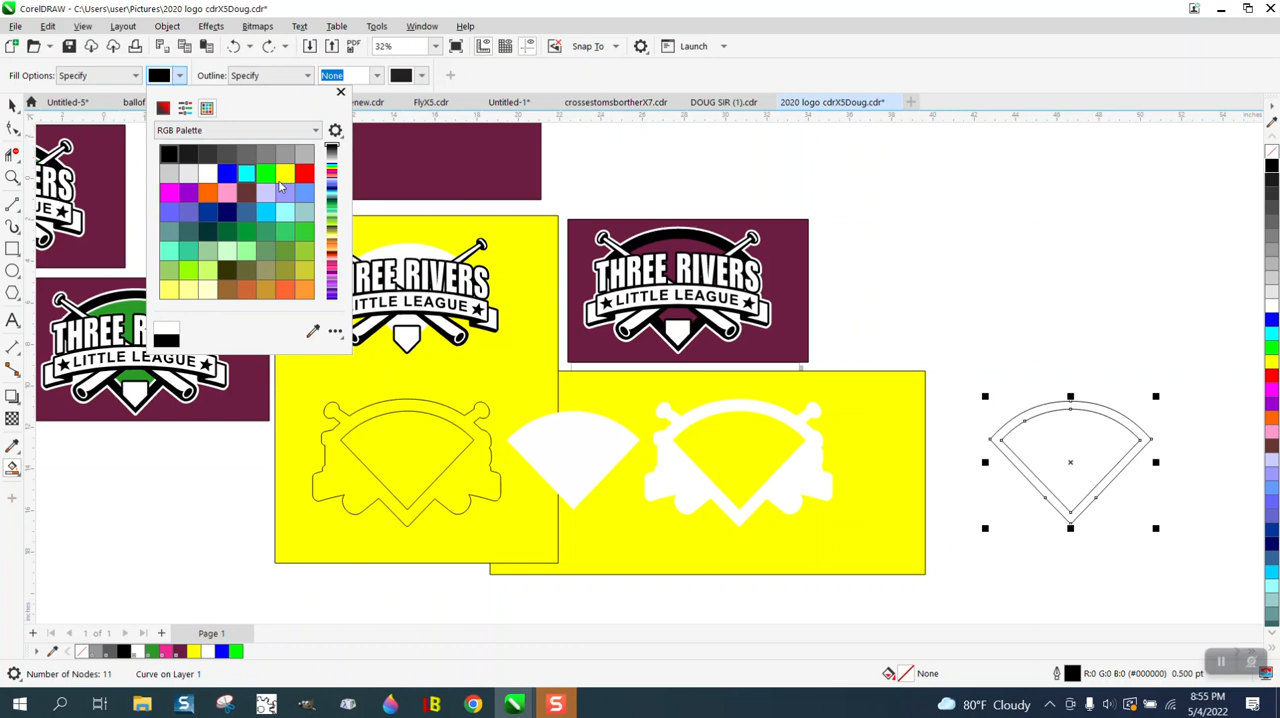 CorelDRAW - C:\Users\user\Pictures\2020 logo cdrX5Doug.cdr*
File Edit View Layout Object Effects Bitmaps Text Table Tools Window Help
PDF 32% Snap To Launch
Fill Options: Specify Outline: Specify None
Untitled-5* FlyX5.cdr Untitled-1* crossestomsbortherX7.cdr DOUG SIR (1).cdr 2020 logo cdrX5Doug.cdr*
inches
RGB Palette
THREE RIVERS
LITTLE LEAGUE
THREE RIVERS
LITTLE LEAGUE
LITTLE LEAGUE
1 of 1 Page 1
Number of Nodes: 11 Curve on Layer 1 None R:0 G:0 B:0 (#000000) 0.500 pt
80°F Cloudy 8:55 PM
5/4/2022